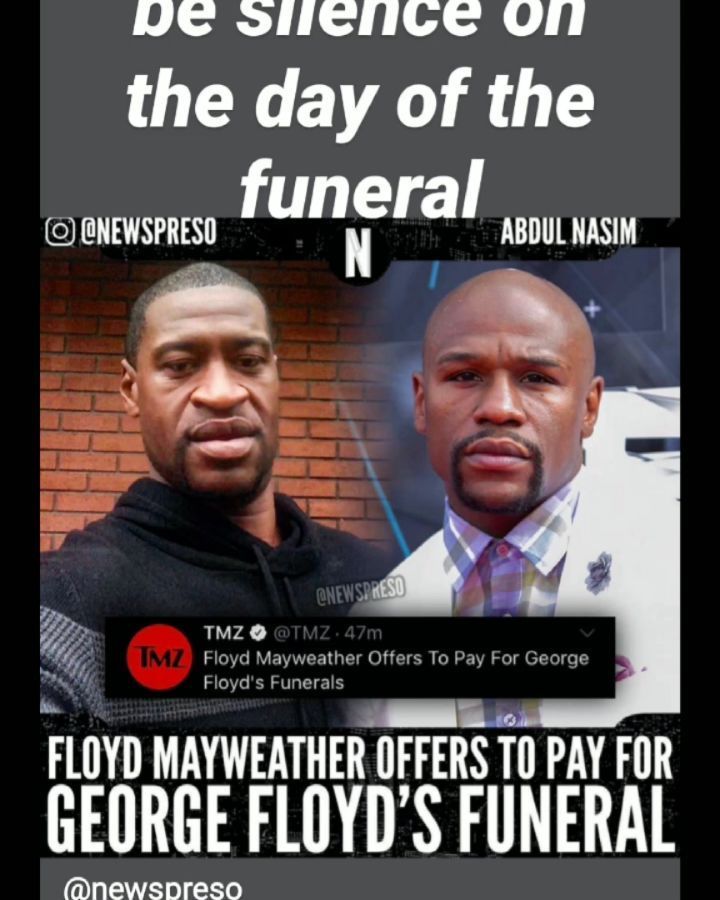 be silence on
the day of the
funeral
@NEWSPRESO
N
ABDUL NASIM
@NEWSPRESO
TMZ @TMZ · 47m
TMZ
Floyd Mayweather Offers To Pay For George
Floyd's Funerals
FLOYD MAYWEATHER OFFERS TO PAY FOR
GEORGE FLOYD'S FUNERAL
@newspreso